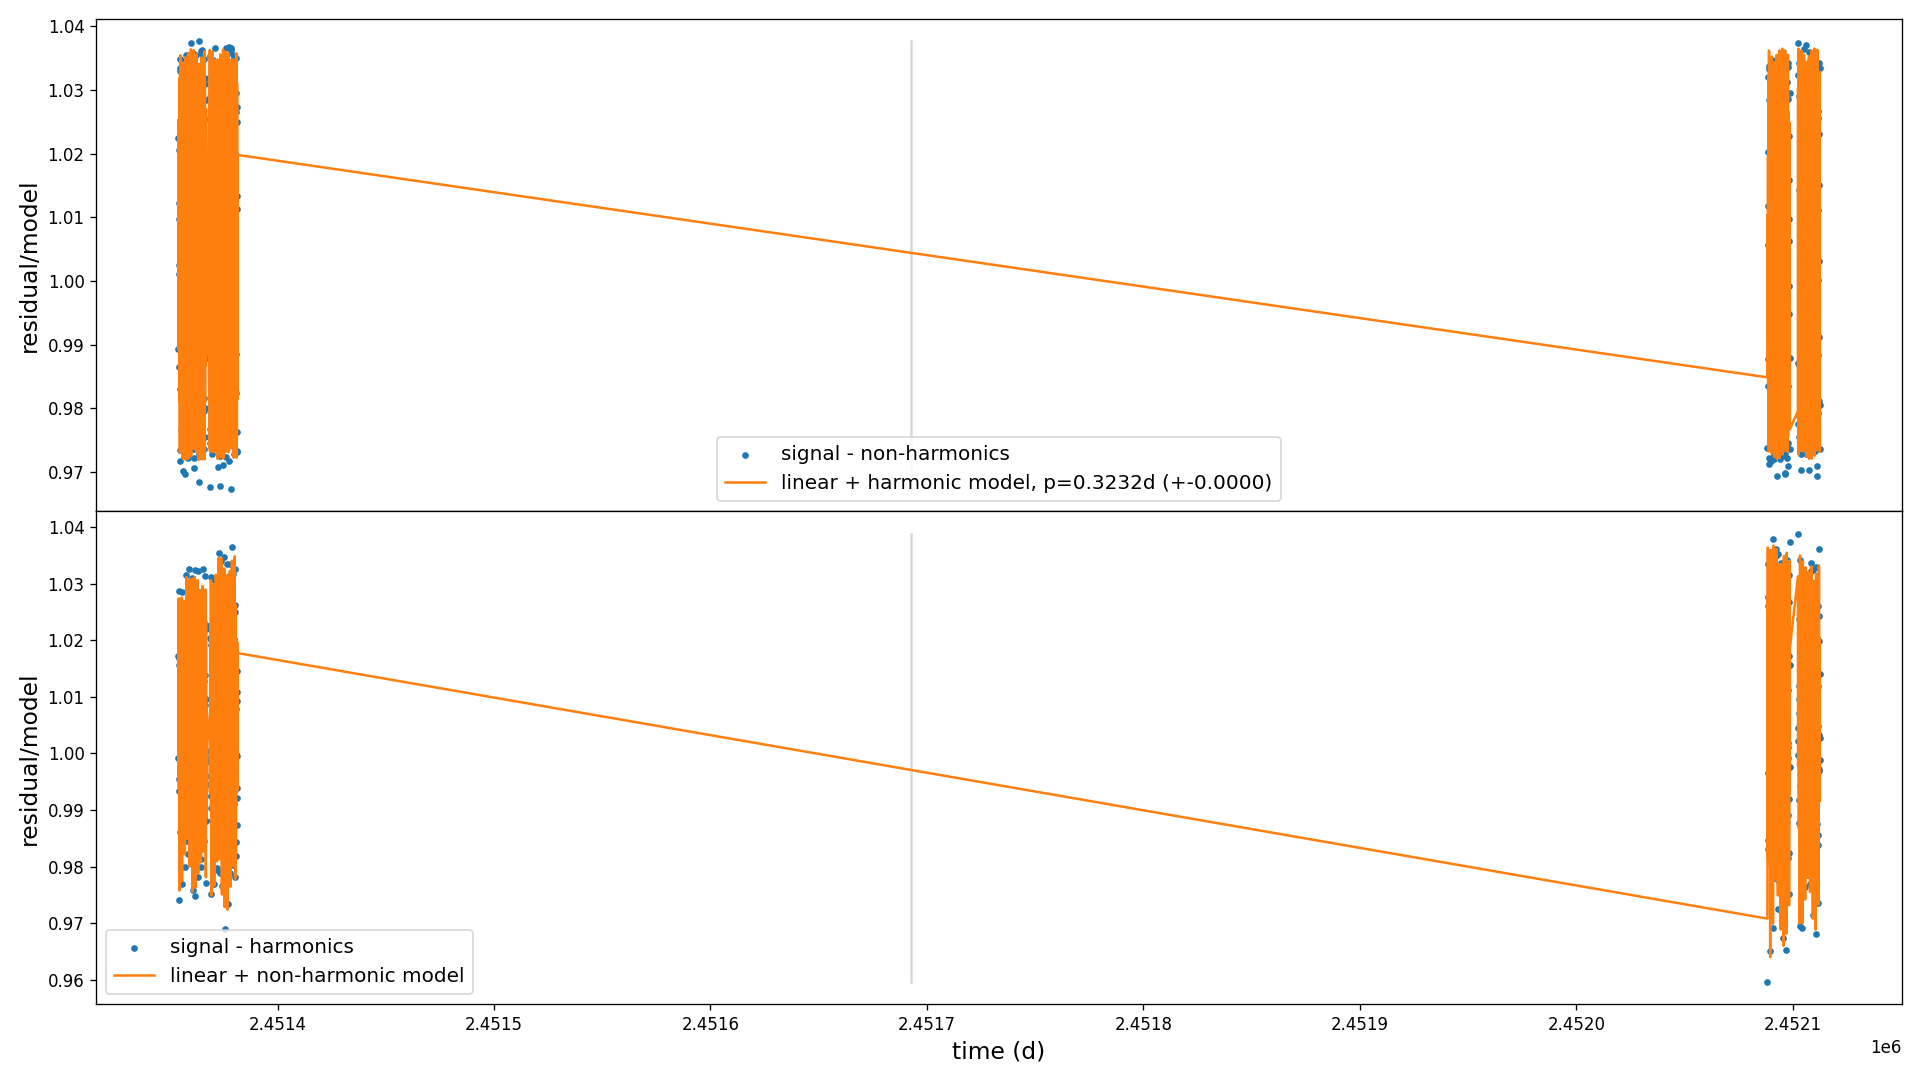 1.04
1.03
1.02
1.01
1.00
0.99
0.98
0.97
residual/model
signal - non-harmonics
linear + harmonic model, p=0.3232d (+-0.0000)
1.04
1.03
1.02
1.01
1.00
0.99
0.98
0.97
0.96
residual/model
signal - harmonics
linear + non-harmonic model
2.4514 2.4515 2.4516 2.4517 2.4518 2.4519 2.4520 2.4521
time (d)
1e6